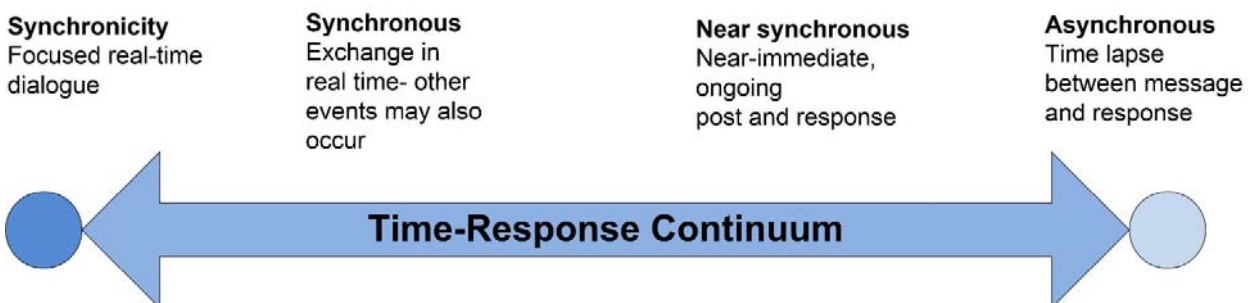 Synchronicity
Focused real-time
dialogue
Synchronous
Exchange in
real time- other
events may also
occur
Near synchronous
Near-immediate,
ongoing
post and response
Asynchronous
Time lapse
between message
and response
Time-Response Continuum